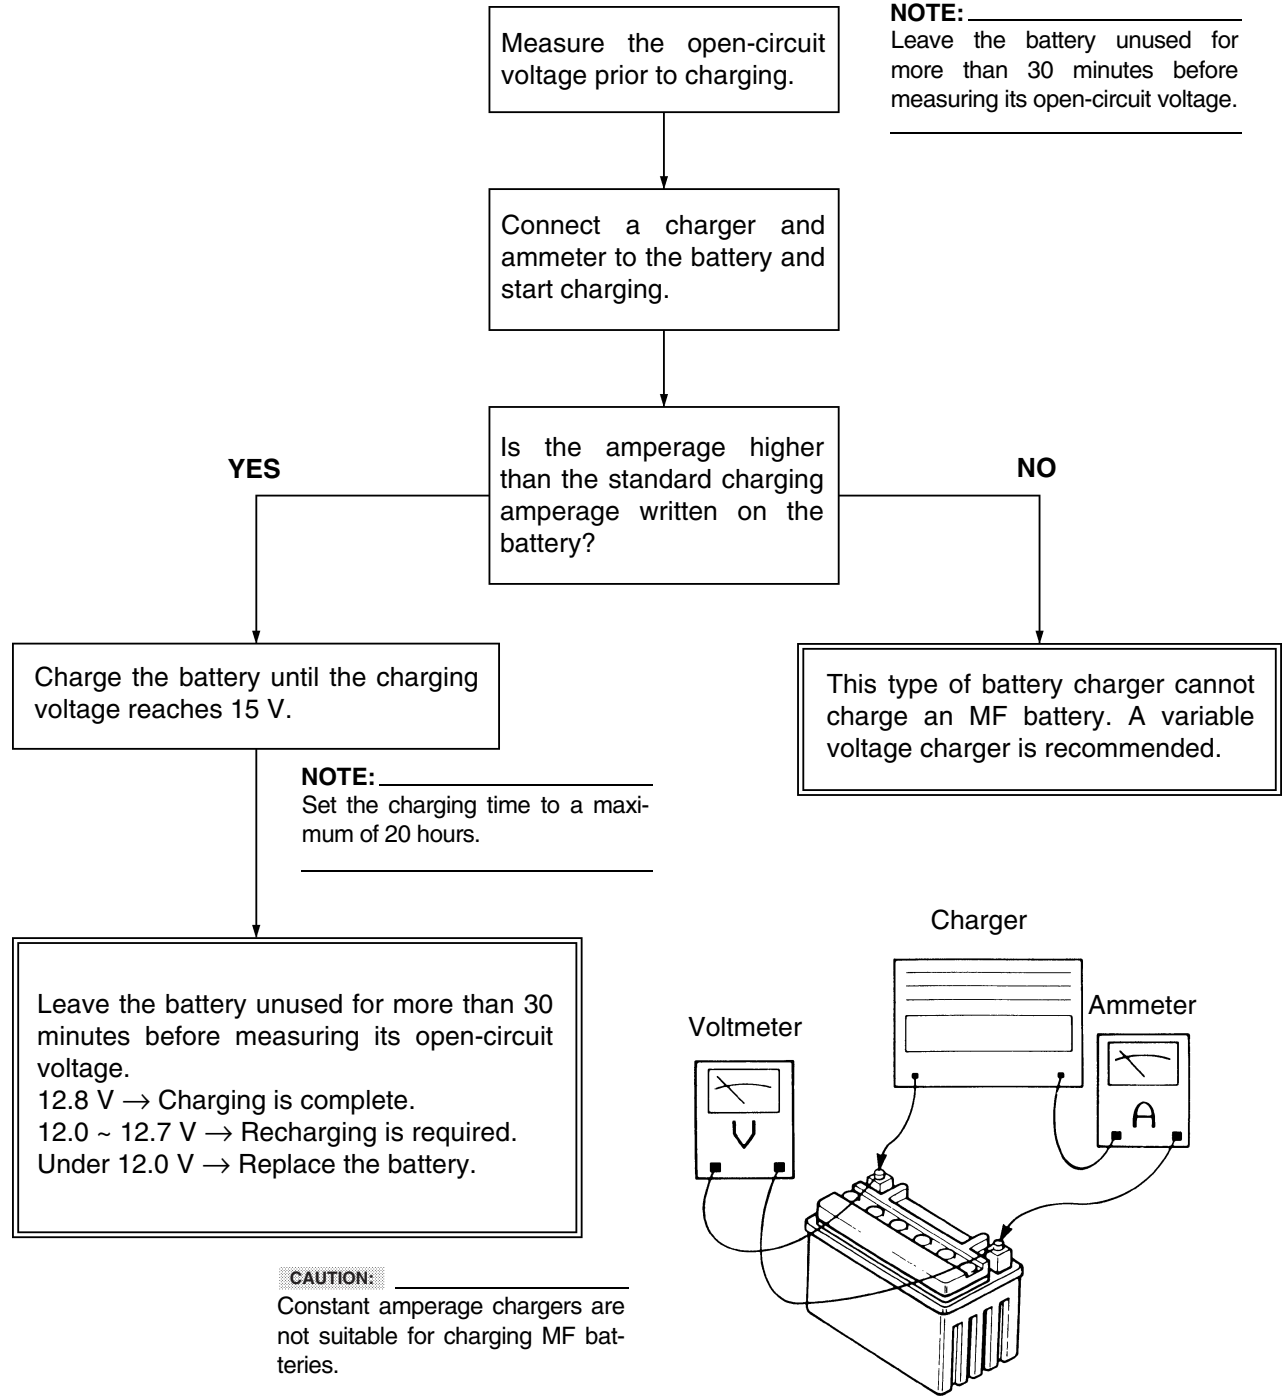 Measure the open-circuit
voltage prior to charging.
NOTE:
Leave the battery unused for
more than 30 minutes before
measuring its open-circuit voltage.
Connect a charger and
ammeter to the battery and
start charging.
Is the amperage higher
than the standard charging
amperage written on the
battery?
YES
NO
Charge the battery until the charging
voltage reaches 15 V.
This type of battery charger cannot
charge an MF battery. A variable
voltage charger is recommended.
NOTE:
Set the charging time to a maxi-
mum of 20 hours.
Leave the battery unused for more than 30
minutes before measuring its open-circuit
voltage.
12.8 V → Charging is complete.
12.0 ~ 12.7 V → Recharging is required.
Under 12.0 V → Replace the battery.
Charger
Ammeter
Voltmeter
V
A
CAUTION:
Constant amperage chargers are
not suitable for charging MF bat-
teries.